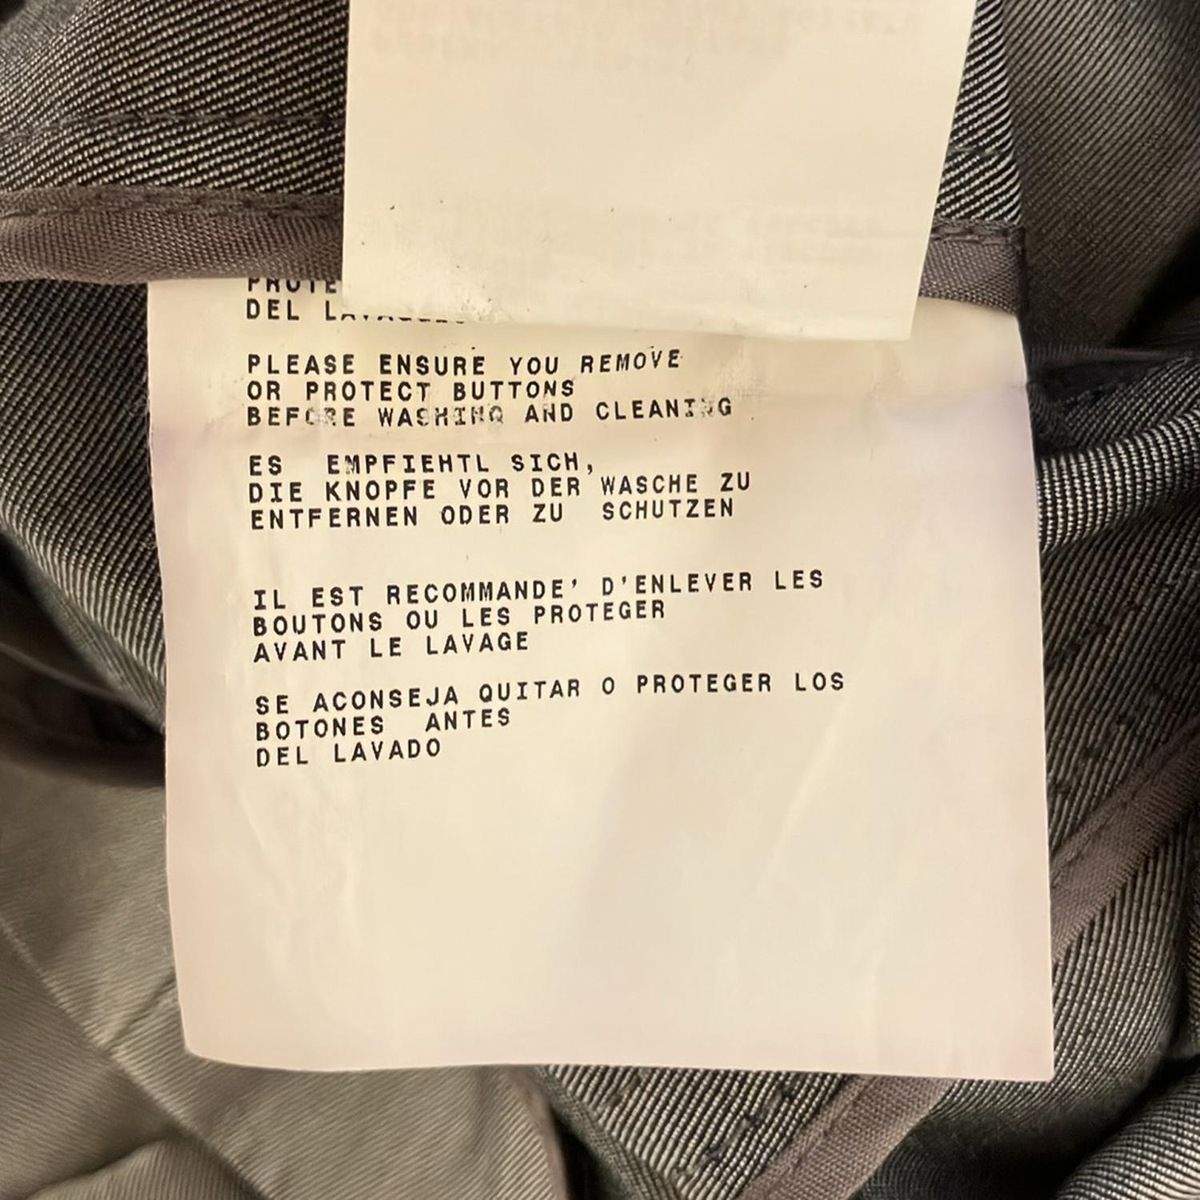 DEL
PLEASE ENSURE YOU REMOVE
OR PROTECT BUTTONS
BEFORE WASHING AND CLEANING
ES EMPFIEHTL SICH,
DIE KNOPFE VOR DER WASCHE ZU
ENTFERNEN ODER ZU SCHUTZEN
IL EST RECOMMANDE' D'ENLEVER LES
BOUTONS OU LES PROTEGER
AVANT LE LAVAGE
SE ACONSEJA QUITAR O PROTEGER LOS
BOTONES ANTES
DEL LAVADO